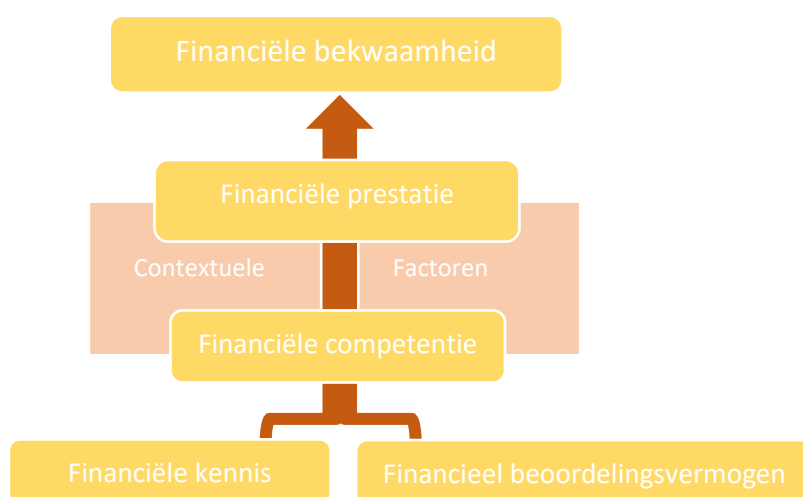 Financiële bekwaamheid
Financiële prestatie
Contextuele Factoren
Financiële competentie
Financiële kennis
Financieel beoordelingsvermogen